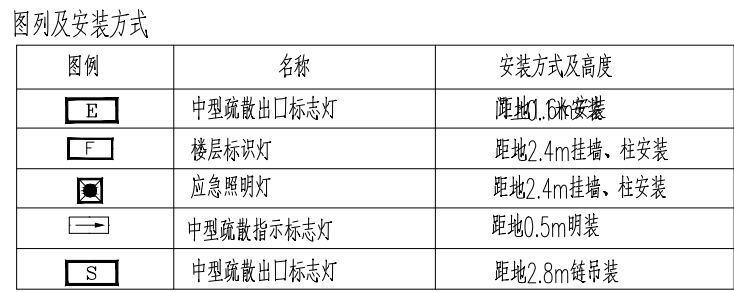 图列及安装方式
图例 名称 安装方式及高度
E 中型疏散出口标志灯 安装
F 楼层标识灯 距地2.4m挂墙、柱安装
应急照明灯 距地2.4m挂墙、柱安装
中型疏散指示标志灯 距地0.5m明装
S 中型疏散出口标志灯 距地2.8m链吊装